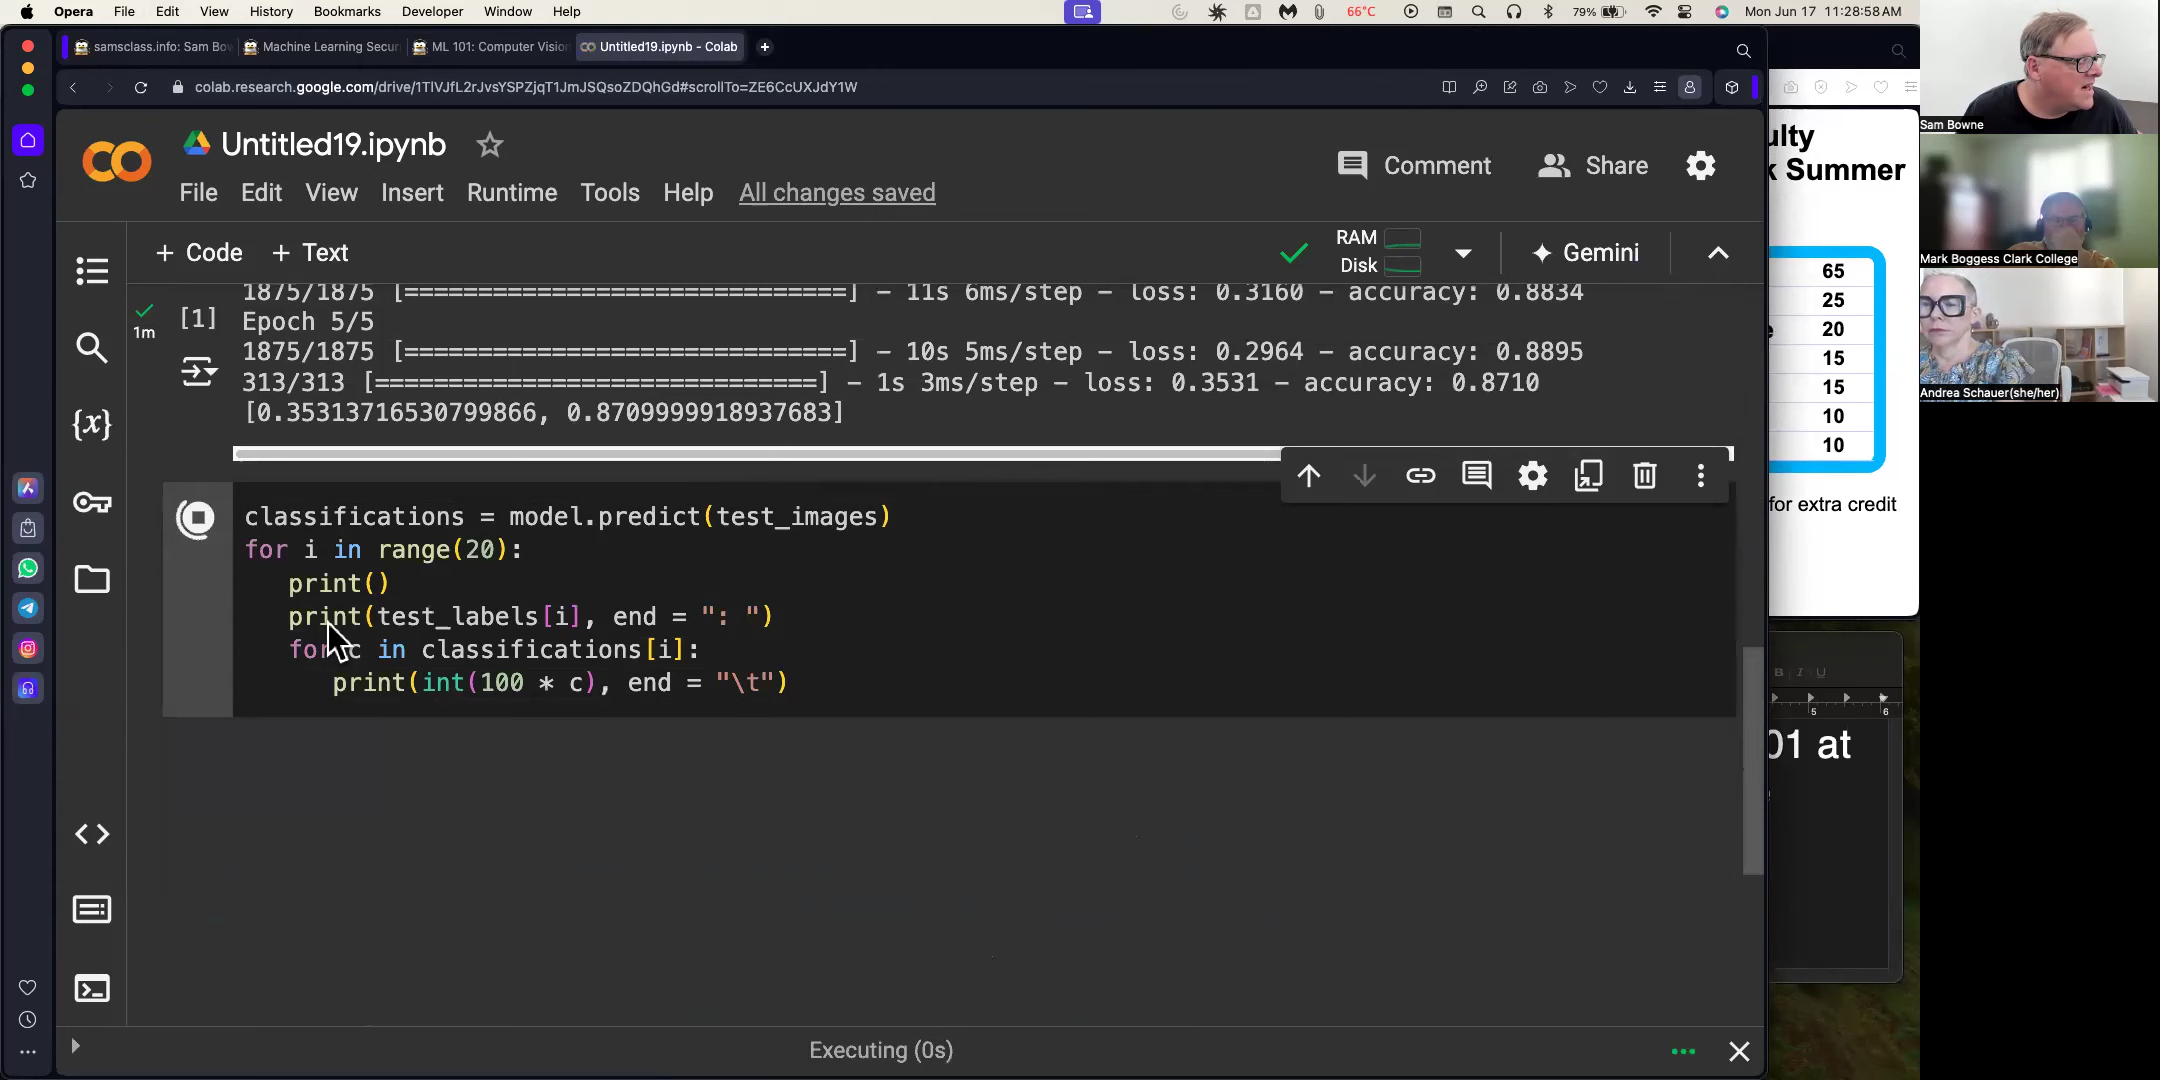 Opera File Edit View History Bookmarks Developer Window Help 66°C 79% Mon Jun 17 11:28:58 AM
samsclass.info: Sam Bow Machine Learning Secur ML 101: Computer Vision Untitled19.ipynb - Colab
colab.research.google.com/drive/1TlVJfL2rJvsYSPZjqT1JmJSQsoZDQhGd#scrollTo=ZE6CcUXJdY1W
Untitled19.ipynb
Comment Share
File Edit View Insert Runtime Tools Help All changes saved
+ Code + Text
RAM
Disk
Gemini
1875/1875 [==============================] - 11s 6ms/step - loss: 0.3160 - accuracy: 0.8834
1m
[1]
Epoch 5/5
1875/1875 [==============================] - 10s 5ms/step - loss: 0.2964 - accuracy: 0.8895
313/313 [==============================] - 1s 3ms/step - loss: 0.3531 - accuracy: 0.8710
[0.35313716530799866, 0.8709999918937683]
classifications = model.predict(test_images)
for i in range(20):
print()
print(test_labels[i], end = ": ")
for c in classifications[i]:
print(int(100 * c), end = "\t")
Executing (0s)
ulty
k Summer
65
25
e 20
15
15
10
10
for extra credit
B I U
5 6
01 at
Sam Bowne
Mark Boggess Clark College
Andrea Schauer(she/her)